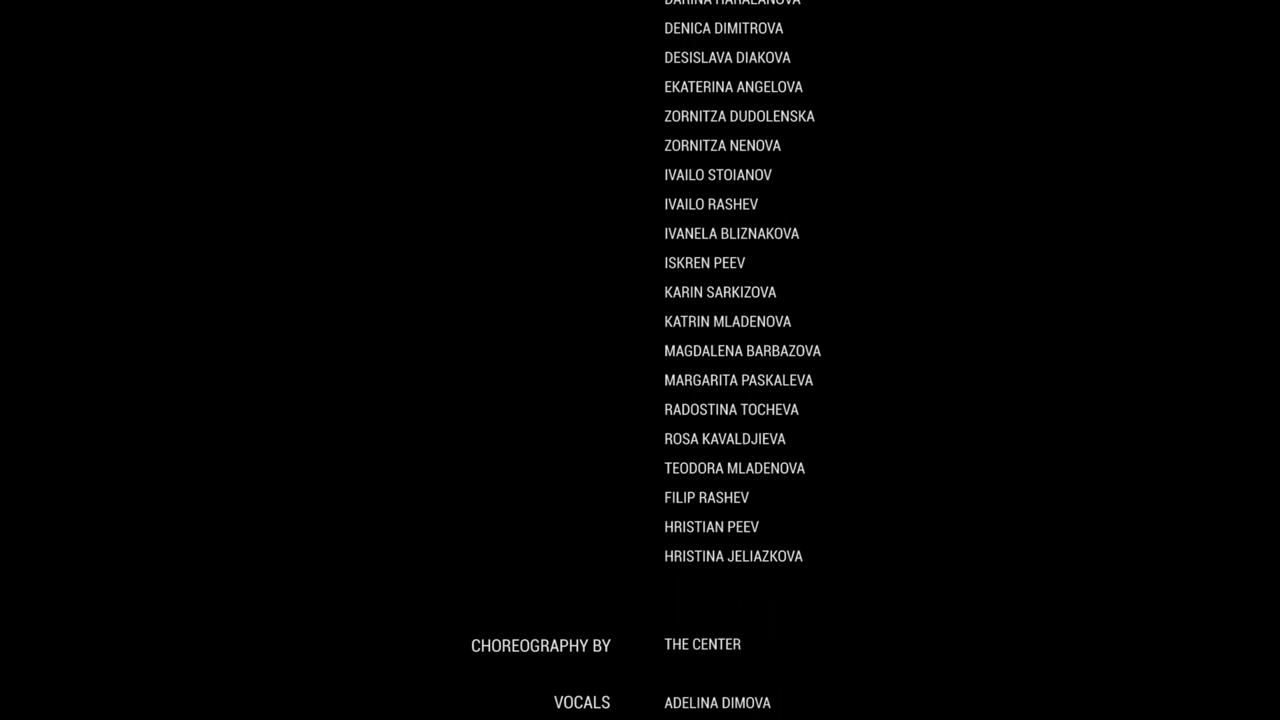 DENICA DIMITROVA
DESISLAVA DIAKOVA
EKATERINA ANGELOVA
ZORNITZA DUDOLENSKA
ZORNITZA NENOVA
IVAILO STOIANOV
IVAILO RASHEV
IVANELA BLIZNAKOVA
ISKREN PEEV
KARIN SARKIZOVA
KATRIN MLADENOVA
MAGDALENA BARBAZOVA
MARGARITA PASKALEVA
RADOSTINA TOCHEVA
ROSA KAVALDJIEVA
TEODORA MLADENOVA
FILIP RASHEV
HRISTIAN PEEV
HRISTINA JELIAZKOVA
CHOREOGRAPHY BY THE CENTER
VOCALS ADELINA DIMOVA